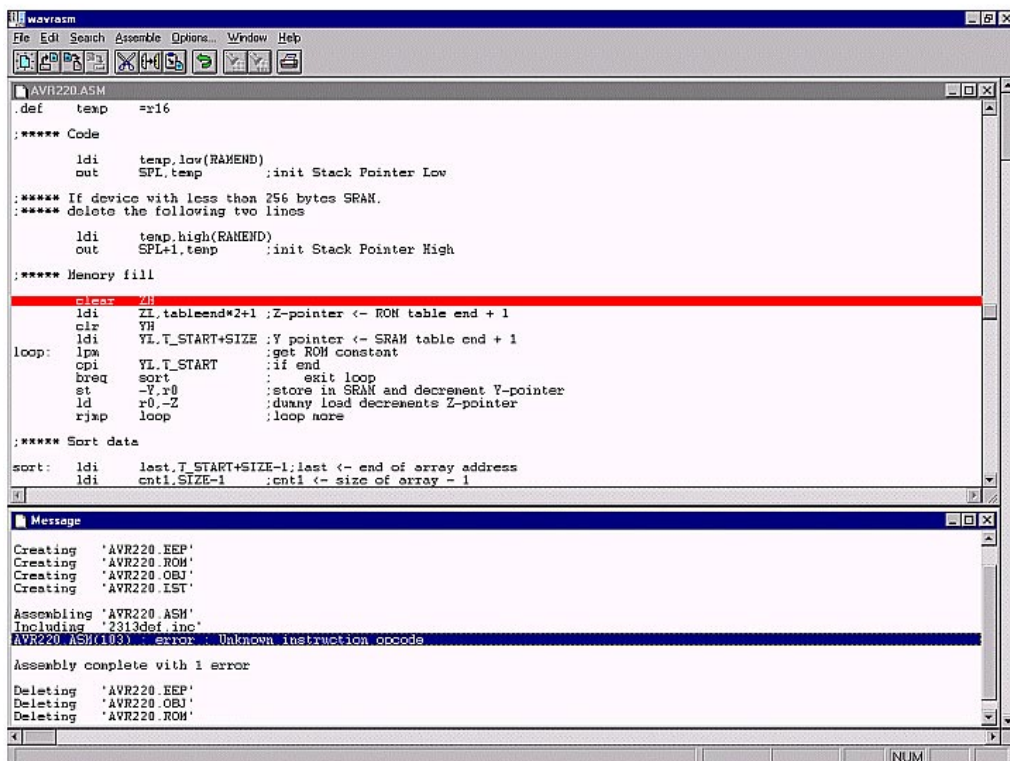 wavrasm
File Edit Search Assemble Options... Window Help
AVR220.ASM
.def temp =r16
;***** Code
ldi temp,low(RAMEND)
out SPL,temp ;init Stack Pointer Low
;***** If device with less than 256 bytes SRAM,
;***** delete the following two lines
ldi temp,high(RAMEND)
out SPL+1,temp ;init Stack Pointer High
;***** Memory fill
clear ZH
ldi ZL,tableend*2+1 ;Z-pointer <- ROM table end + 1
clr YH
ldi YL,T_START+SIZE ;Y pointer <- SRAM table end + 1
loop: lpm ;get ROM constant
cpi YL,T_START ;if end
breq sort ; exit loop
st -Y,r0 ;store in SRAM and decrement Y-pointer
ld r0,-Z ;dummy load decrements Z-pointer
rjmp loop ;loop more
;***** Sort data
sort: ldi last,T_START+SIZE-1;last <- end of array address
ldi cnt1,SIZE-1 ;cnt1 <- size of array - 1
Message
Creating 'AVR220.EEP'
Creating 'AVR220.ROM'
Creating 'AVR220.OBJ'
Creating 'AVR220.LST'
Assembling 'AVR220.ASM'
Including '2313def.inc'
AVR220.ASM(103) : error : Unknown instruction opcode
Assembly complete with 1 error
Deleting 'AVR220.EEP'
Deleting 'AVR220.OBJ'
Deleting 'AVR220.ROM'
NUM